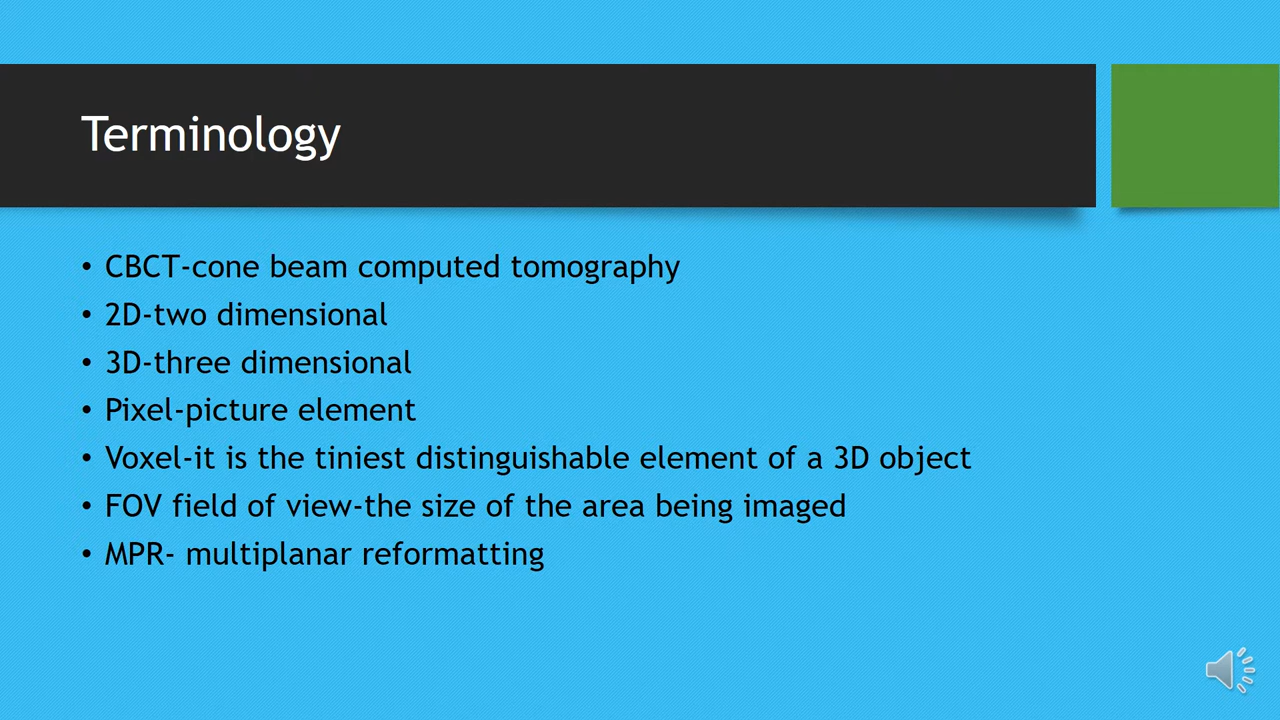 Terminology
• CBCT-cone beam computed tomography
• 2D-two dimensional
• 3D-three dimensional
• Pixel-picture element
• Voxel-it is the tiniest distinguishable element of a 3D object
• FOV field of view-the size of the area being imaged
• MPR- multiplanar reformatting